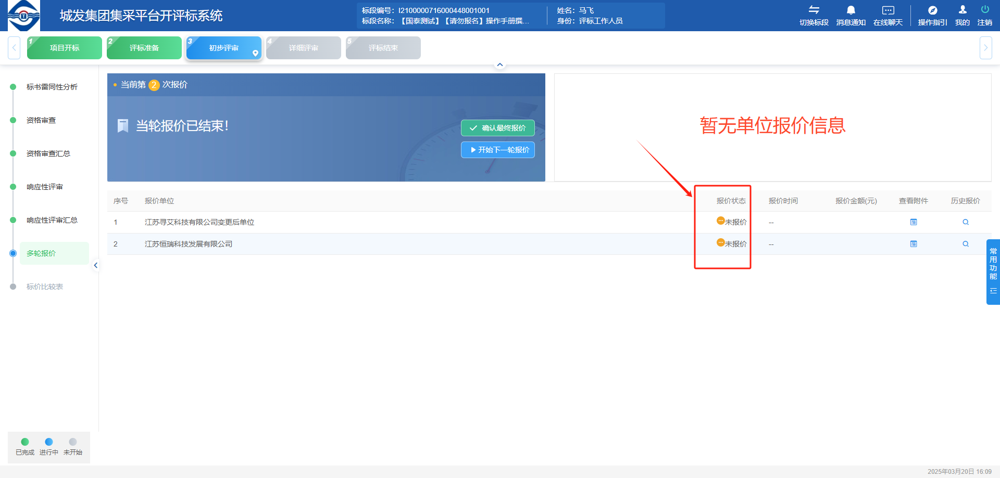 城发集团集采平台开评标系统
标段编号：I2100000716000448001001
标段名称：【国泰测试】【请勿报名】操作手册撰...
姓名：马飞
身份：评标工作人员
切换标段
消息通知
在线聊天
操作指引
我的
注销
1
项目开标
2
评标准备
3
初步评审
4
详细评审
5
评标结束
标书雷同性分析
资格审查
资格审查汇总
响应性评审
响应性评审汇总
多轮报价
标价比较表
当前第 2 次报价
当轮报价已结束！
确认最终报价
开始下一轮报价
暂无单位报价信息
序号 报价单位 报价状态 报价时间 报价金额(元) 查看附件 历史报价
1 江苏寻艾科技有限公司变更后单位 未报价 --
2 江苏恒瑞科技发展有限公司 未报价 --
常用功能
已完成 进行中 未开始
2025年03月20日 16:09